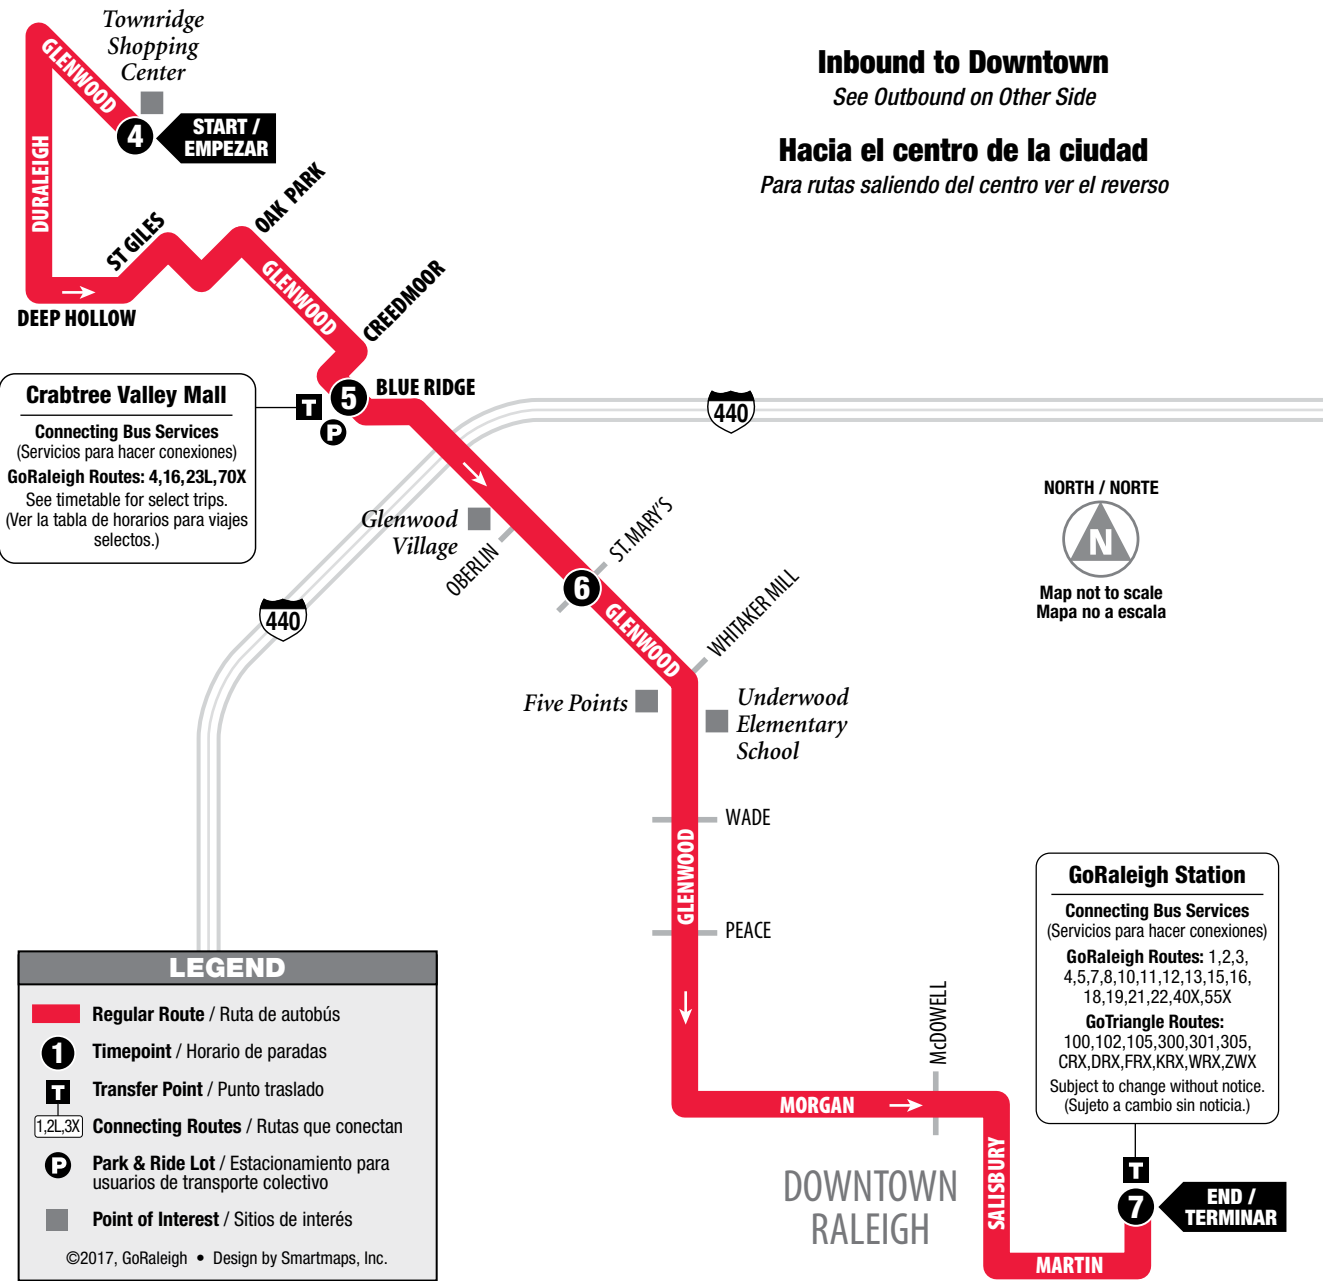 Townridge
Shopping
Center
GLENWOOD
4
START /
EMPEZAR
DURALEIGH
ST GILES
OAK PARK
GLENWOOD
CREEDMOOR
DEEP HOLLOW
Inbound to Downtown
See Outbound on Other Side
Hacia el centro de la ciudad
Para rutas saliendo del centro ver el reverso
Crabtree Valley Mall
Connecting Bus Services
(Servicios para hacer conexiones)
GoRaleigh Routes: 4,16,23L,70X
See timetable for select trips.
(Ver la tabla de horarios para viajes
selectos.)
T
5
P
BLUE RIDGE
440
440
NORTH / NORTE
N
Map not to scale
Mapa no a escala
Glenwood
Village
OBERLIN
ST. MARY'S
6
GLENWOOD
WHITAKER MILL
Five Points
Underwood
Elementary
School
WADE
GLENWOOD
PEACE
McDOWELL
MORGAN
SALISBURY
DOWNTOWN
RALEIGH
MARTIN
GoRaleigh Station
Connecting Bus Services
(Servicios para hacer conexiones)
GoRaleigh Routes: 1,2,3,
4,5,7,8,10,11,12,13,15,16,
18,19,21,22,40X,55X
GoTriangle Routes:
100,102,105,300,301,305,
CRX,DRX,FRX,KRX,WRX,ZWX
Subject to change without notice.
(Sujeto a cambio sin noticia.)
T
7
END /
TERMINAR
LEGEND
Regular Route / Ruta de autobús
1 Timepoint / Horario de paradas
T Transfer Point / Punto traslado
1,2L,3X Connecting Routes / Rutas que conectan
P Park & Ride Lot / Estacionamiento para
usuarios de transporte colectivo
Point of Interest / Sitios de interés
©2017, GoRaleigh • Design by Smartmaps, Inc.